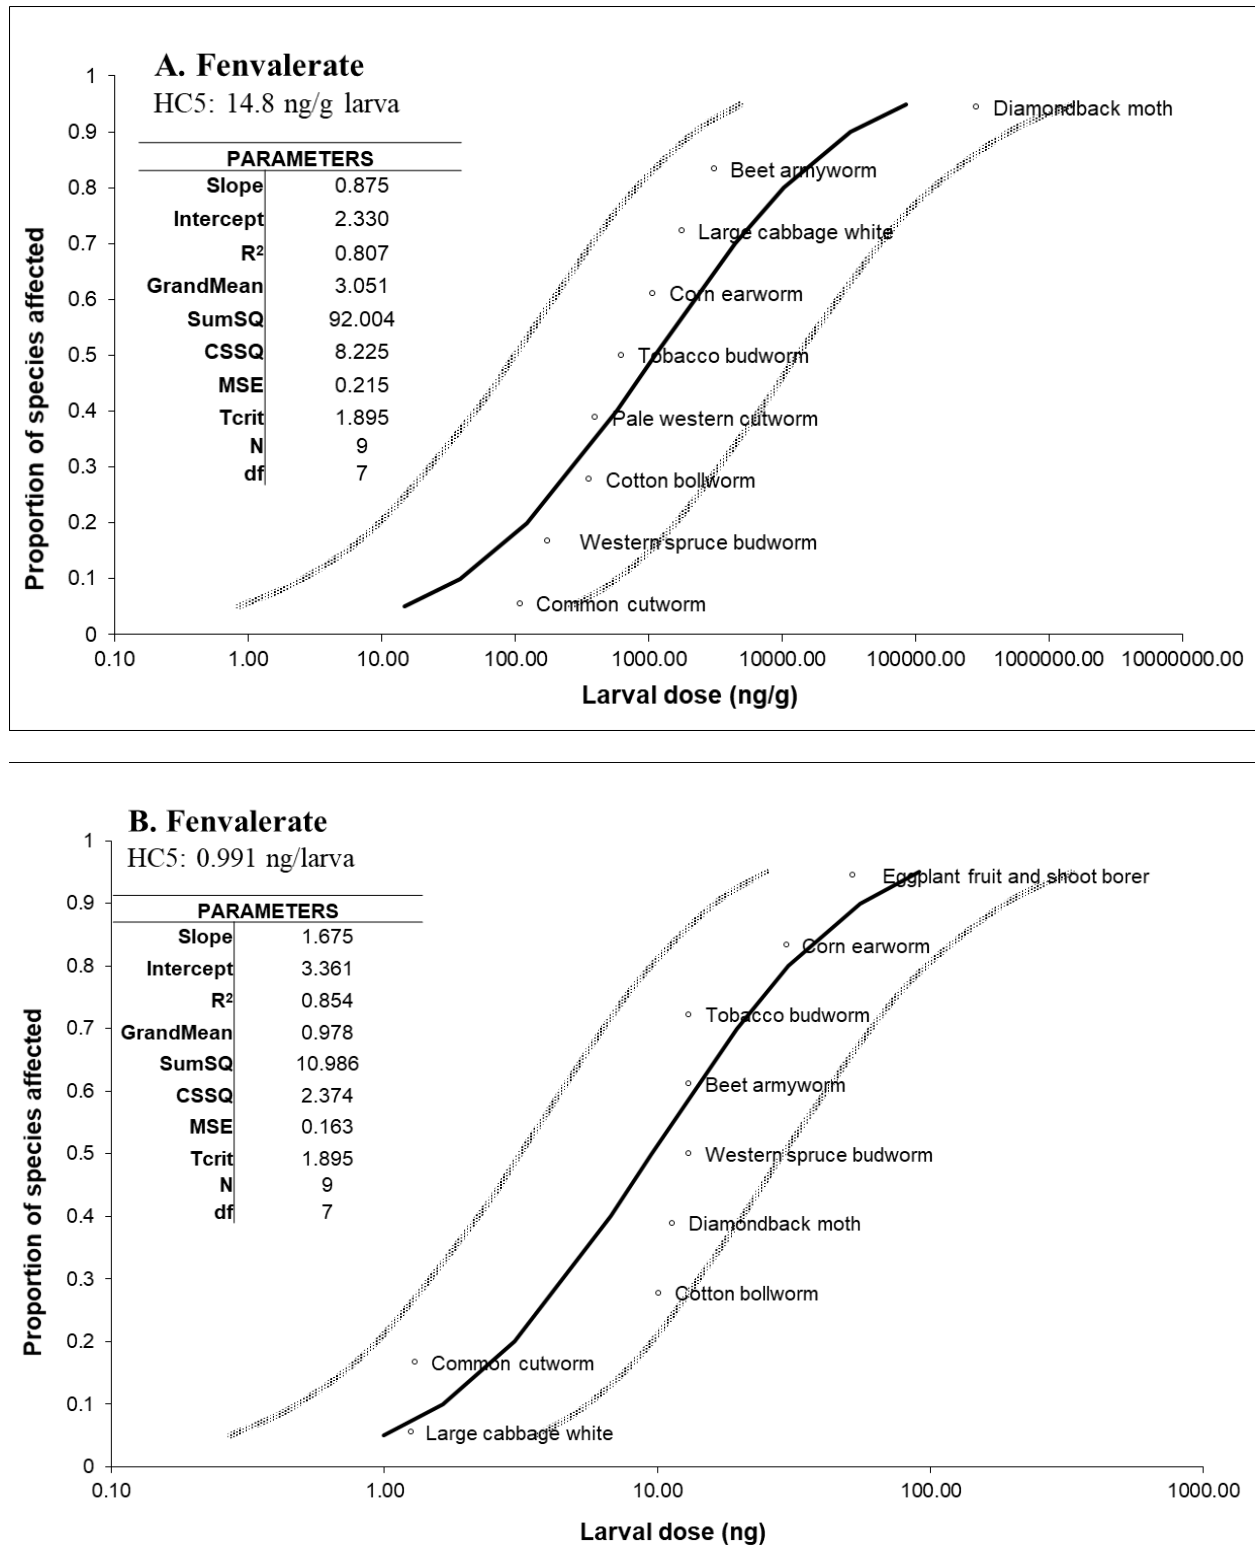 A. Fenvalerate
HC5: 14.8 ng/g larva
PARAMETERS
Slope 0.875
Intercept 2.330
R² 0.807
GrandMean 3.051
SumSQ 92.004
CSSQ 8.225
MSE 0.215
Tcrit 1.895
N 9
df 7
Proportion of species affected
1
0.9
0.8
0.7
0.6
0.5
0.4
0.3
0.2
0.1
0
Diamondback moth
Beet armyworm
Large cabbage white
Corn earworm
Tobacco budworm
Pale western cutworm
Cotton bollworm
Western spruce budworm
Common cutworm
0.10 1.00 10.00 100.00 1000.00 10000.00 100000.00 1000000.00 10000000.00
Larval dose (ng/g)
B. Fenvalerate
HC5: 0.991 ng/larva
PARAMETERS
Slope 1.675
Intercept 3.361
R² 0.854
GrandMean 0.978
SumSQ 10.986
CSSQ 2.374
MSE 0.163
Tcrit 1.895
N 9
df 7
Proportion of species affected
1
0.9
0.8
0.7
0.6
0.5
0.4
0.3
0.2
0.1
0
Eggplant fruit and shoot borer
Corn earworm
Tobacco budworm
Beet armyworm
Western spruce budworm
Diamondback moth
Cotton bollworm
Common cutworm
Large cabbage white
0.10 1.00 10.00 100.00 1000.00
Larval dose (ng)